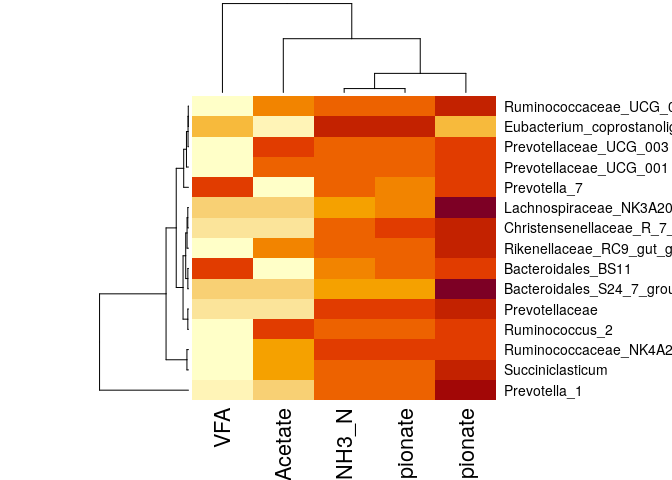 Ruminococcaceae_UCG_0
Eubacterium_coprostanolig
Prevotellaceae_UCG_003
Prevotellaceae_UCG_001
Prevotella_7
Lachnospiraceae_NK3A20
Christensenellaceae_R_7_
Rikenellaceae_RC9_gut_g
Bacteroidales_BS11
Bacteroidales_S24_7_grou
Prevotellaceae
Ruminococcus_2
Ruminococcaceae_NK4A2
Succiniclasticum
Prevotella_1
VFA
Acetate
NH3_N
pionate
pionate